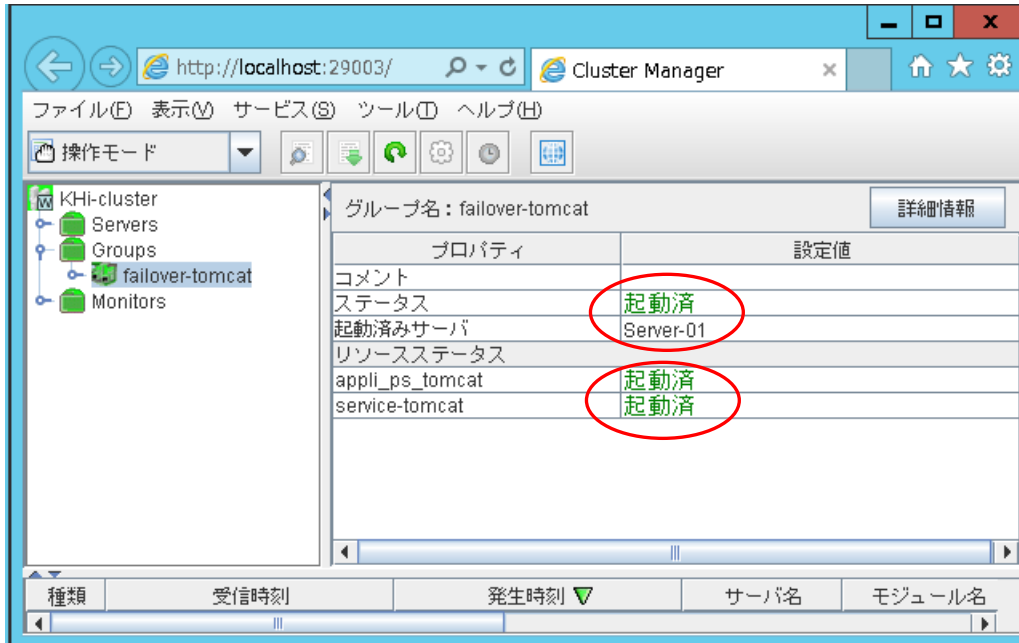 http://localhost:29003/
Cluster Manager
ファイル(F) 表示(V) サービス(S) ツール(T) ヘルプ(H)
操作モード
KHi-cluster
Servers
Groups
failover-tomcat
Monitors
グループ名 : failover-tomcat
詳細情報
プロパティ 設定値
コメント
ステータス 起動済
起動済みサーバ Server-01
リソースステータス
appli_ps_tomcat 起動済
service-tomcat 起動済
種類 受信時刻 発生時刻 サーバ名 モジュール名